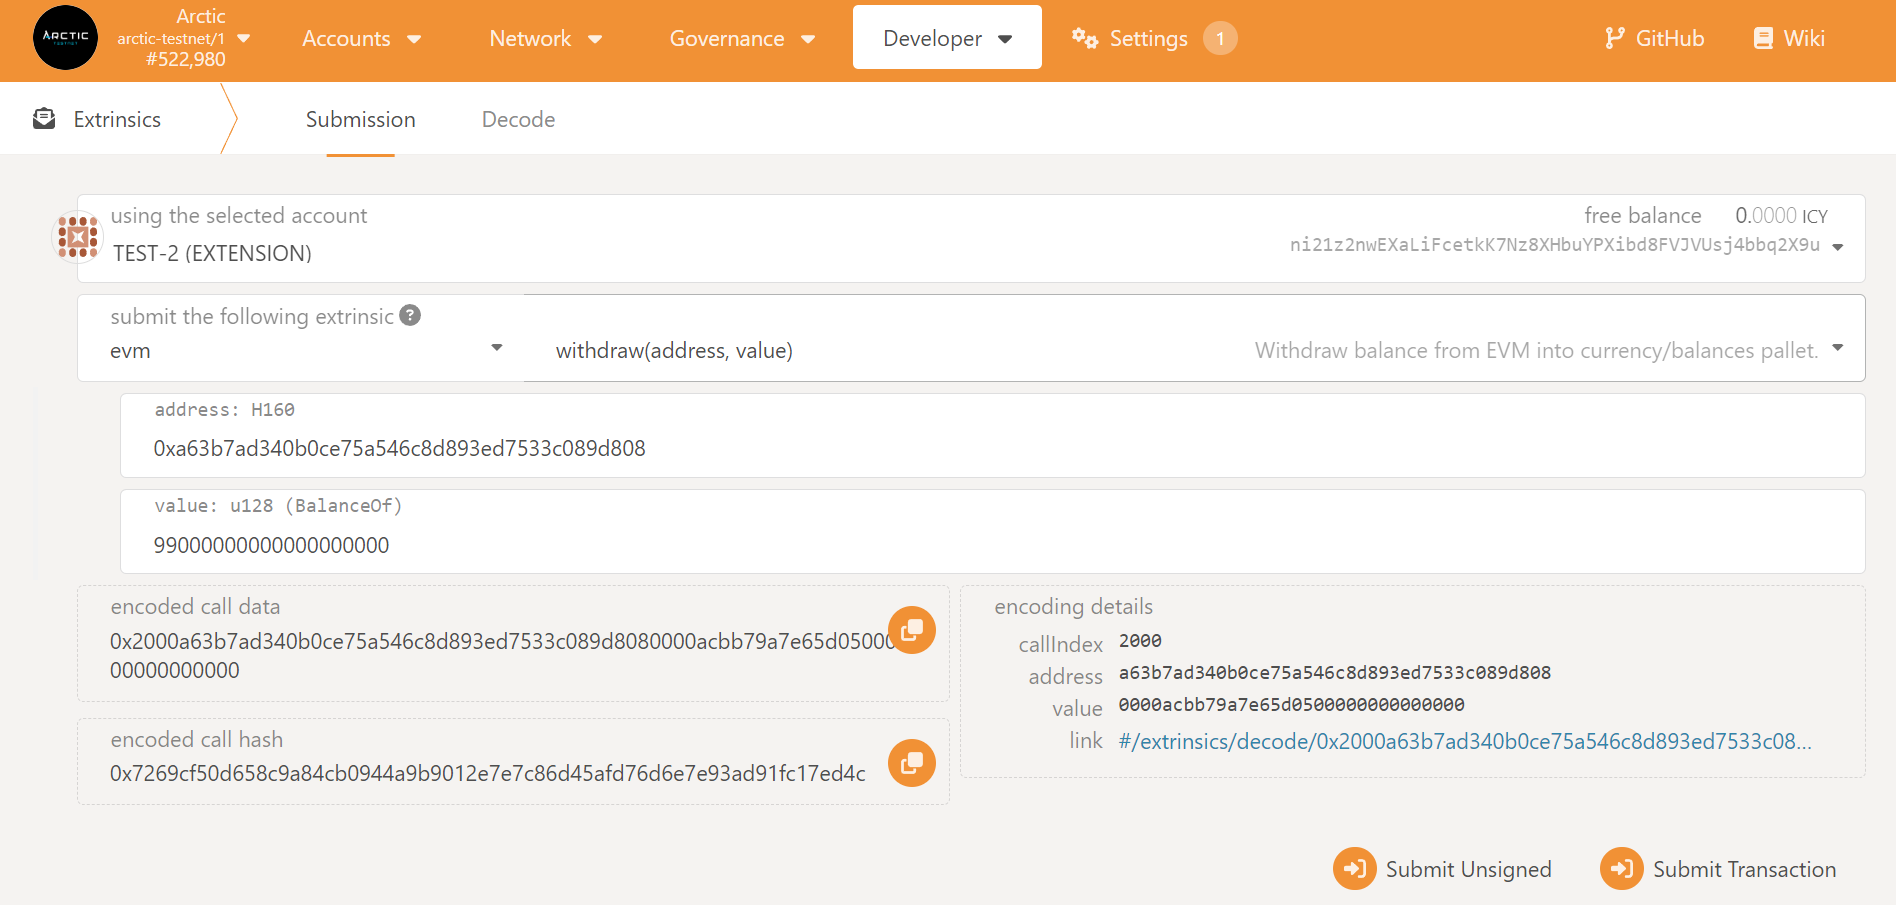 ARCTIC
TESTNET
Arctic
arctic-testnet/1
#522,980
Accounts
Network
Governance
Developer
Settings
1
GitHub
Wiki
Extrinsics
Submission
Decode
using the selected account
TEST-2 (EXTENSION)
free balance
0.0000 ICY
ni21z2nwEXaLiFcetkK7Nz8XHbuYPXibd8FVJVUsj4bbq2X9u
submit the following extrinsic ?
evm
withdraw(address, value)
Withdraw balance from EVM into currency/balances pallet.
address: H160
0xa63b7ad340b0ce75a546c8d893ed7533c089d808
value: u128 (BalanceOf)
99000000000000000000
encoded call data
0x2000a63b7ad340b0ce75a546c8d893ed7533c089d8080000acbb79a7e65d05000
00000000000
encoded call hash
0x7269cf50d658c9a84cb0944a9b9012e7e7c86d45afd76d6e7e93ad91fc17ed4c
encoding details
callIndex 2000
address a63b7ad340b0ce75a546c8d893ed7533c089d808
value 0000acbb79a7e65d0500000000000000
link #/extrinsics/decode/0x2000a63b7ad340b0ce75a546c8d893ed7533c08...
Submit Unsigned
Submit Transaction